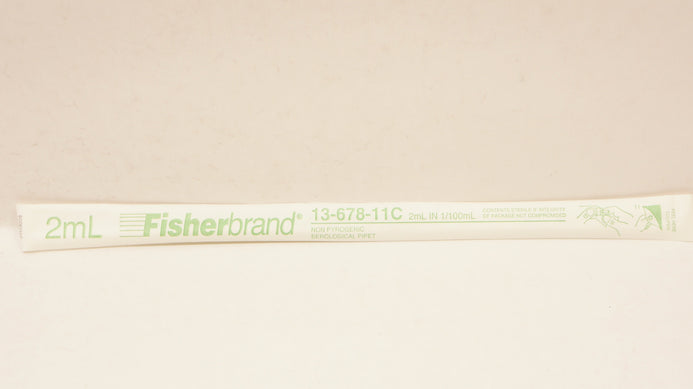 2mL
Fisherbrand®
13-678-11C 2mL IN 1/100mL
NON PYROGENIC
SEROLOGICAL PIPET
CONTENTS STERILE IF INTEGRITY
OF PACKAGE NOT COMPROMISED